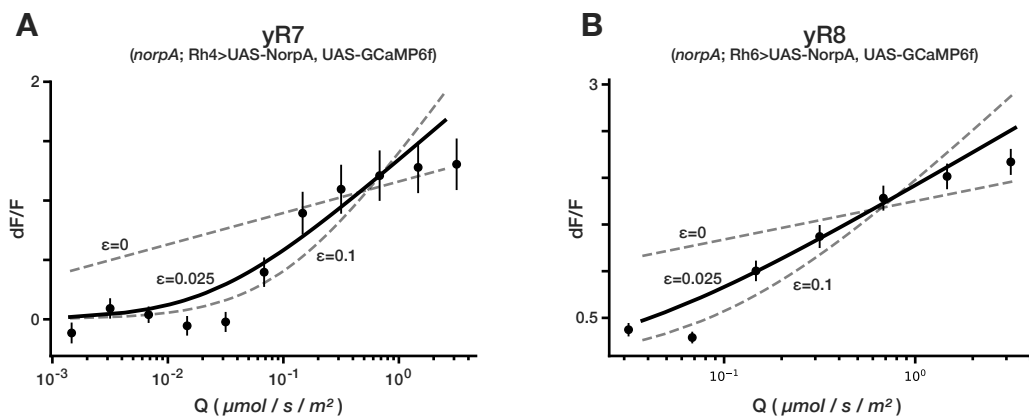 A
yR7
(norpA; Rh4>UAS-NorpA, UAS-GCaMP6f)
2
1
0
dF/F
ε=0
ε=0.025
ε=0.1
10⁻³
10⁻²
10⁻¹
10⁰
Q ( μmol / s / m² )
B
yR8
(norpA; Rh6>UAS-NorpA, UAS-GCaMP6f)
3
0.5
dF/F
ε=0
ε=0.025
ε=0.1
10⁻¹
10⁰
Q ( μmol / s / m² )